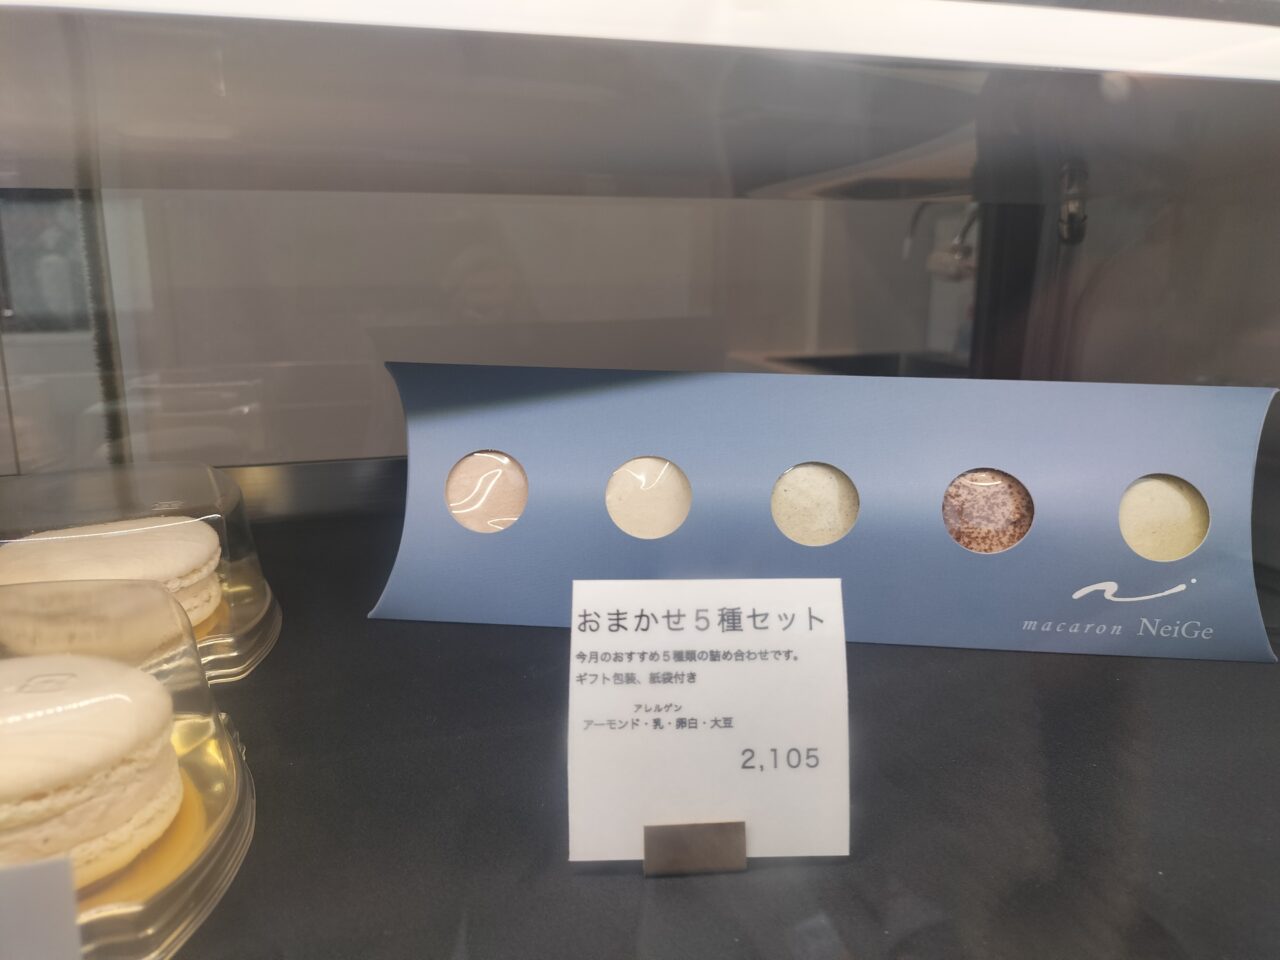 macaron NeiGe
おまかせ５種セット
今月のおすすめ５種類の詰め合わせです。
ギフト包装、紙袋付き
アレルゲン
アーモンド・乳・卵白・大豆
2,105